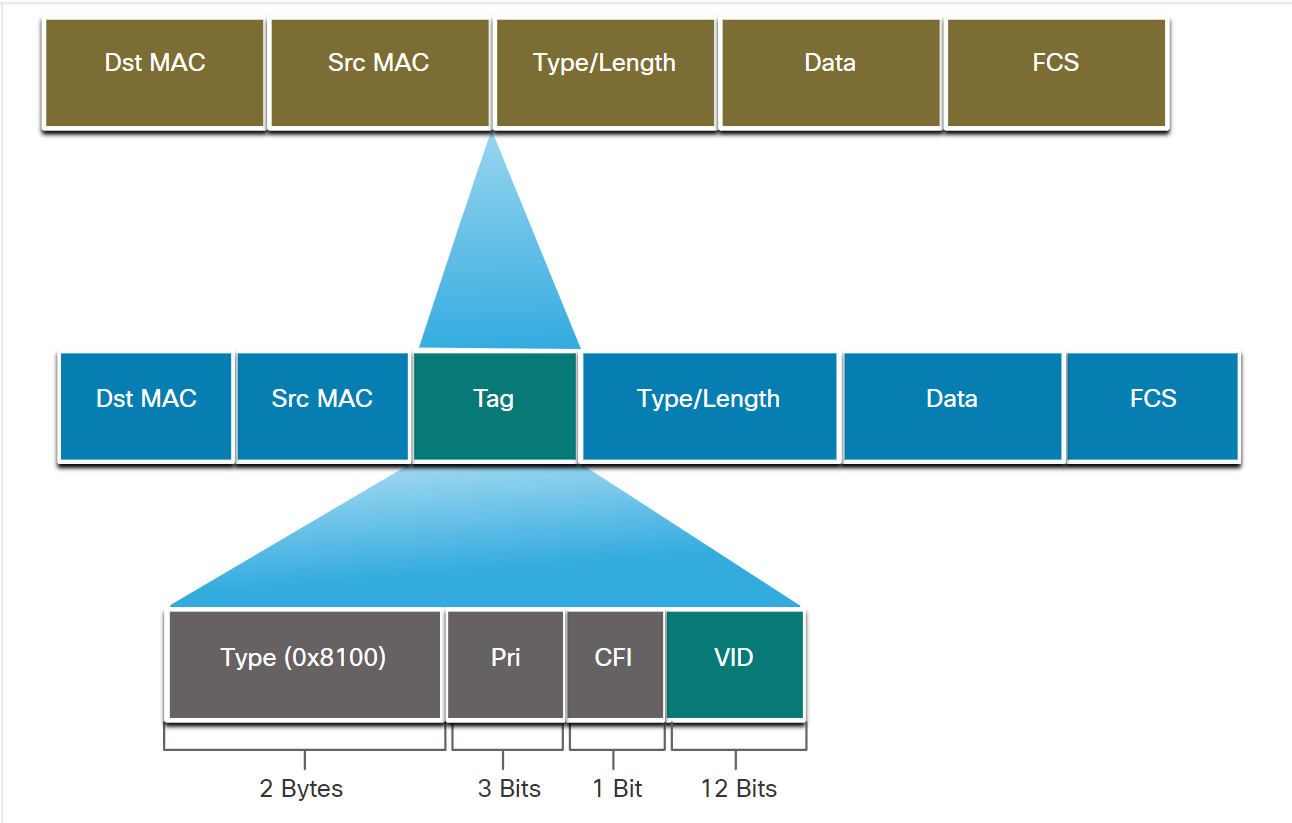 Dst MAC
Src MAC
Type/Length
Data
FCS
Dst MAC
Src MAC
Tag
Type/Length
Data
FCS
Type (0x8100)
Pri
CFI
VID
2 Bytes
3 Bits
1 Bit
12 Bits